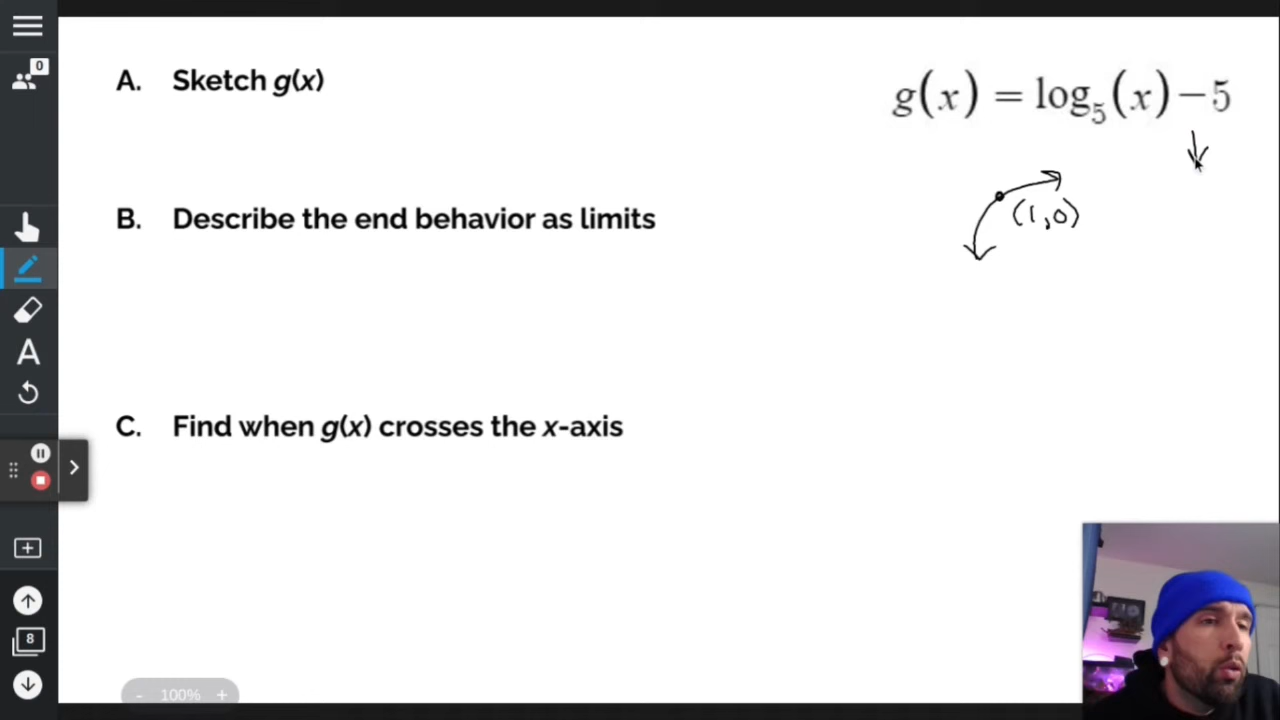 0
A. Sketch g(x)
g(x) = log₅(x) − 5
(1,0)
B. Describe the end behavior as limits
C. Find when g(x) crosses the x-axis
A
8
- 100% +